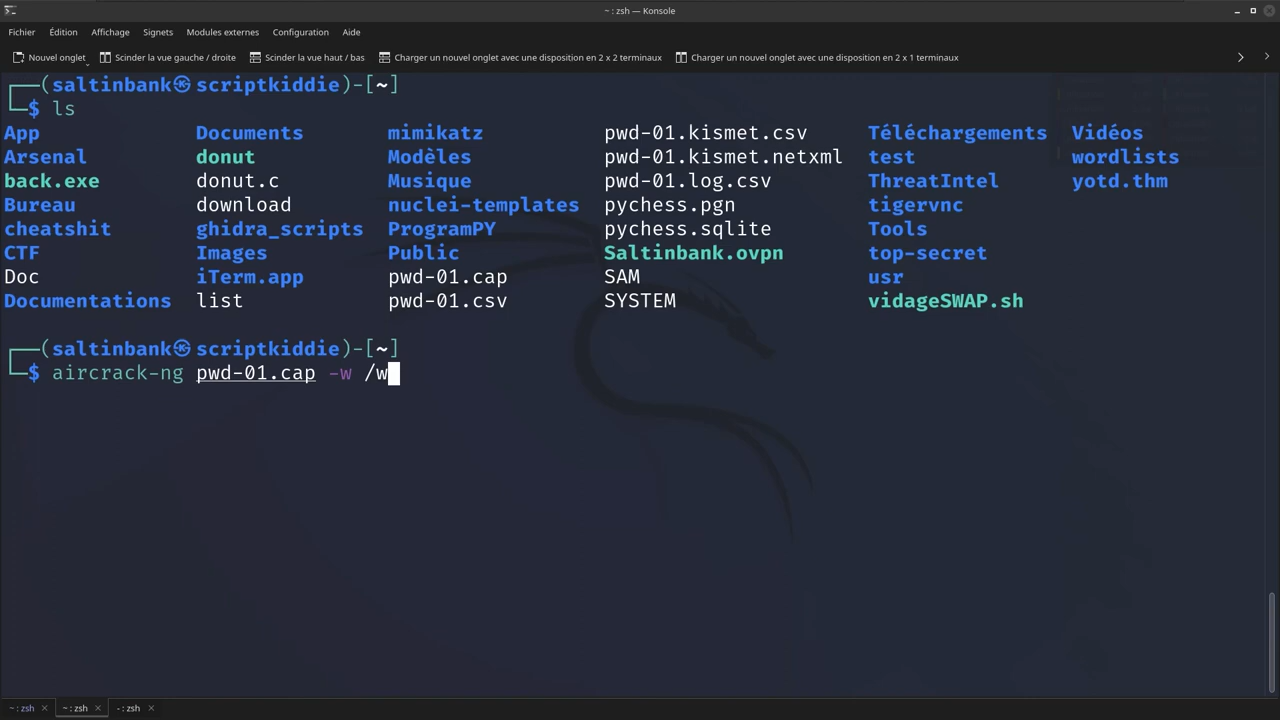 ~ : zsh — Konsole
Fichier Édition Affichage Signets Modules externes Configuration Aide
Nouvel onglet Scinder la vue gauche / droite Scinder la vue haut / bas Charger un nouvel onglet avec une disposition en 2 x 2 terminaux Charger un nouvel onglet avec une disposition en 2 x 1 terminaux
┌──(saltinbank㉿scriptkiddie)-[~]
└─$ ls
App Documents mimikatz pwd-01.kismet.csv Téléchargements Vidéos
Arsenal donut Modèles pwd-01.kismet.netxml test wordlists
back.exe donut.c Musique pwd-01.log.csv ThreatIntel yotd.thm
Bureau download nuclei-templates pychess.pgn tigervnc
cheatshit ghidra_scripts ProgramPY pychess.sqlite Tools
CTF Images Public Saltinbank.ovpn top-secret
Doc iTerm.app pwd-01.cap SAM usr
Documentations list pwd-01.csv SYSTEM vidageSWAP.sh
┌──(saltinbank㉿scriptkiddie)-[~]
└─$ aircrack-ng pwd-01.cap -w /w
~ : zsh ~ : zsh - : zsh